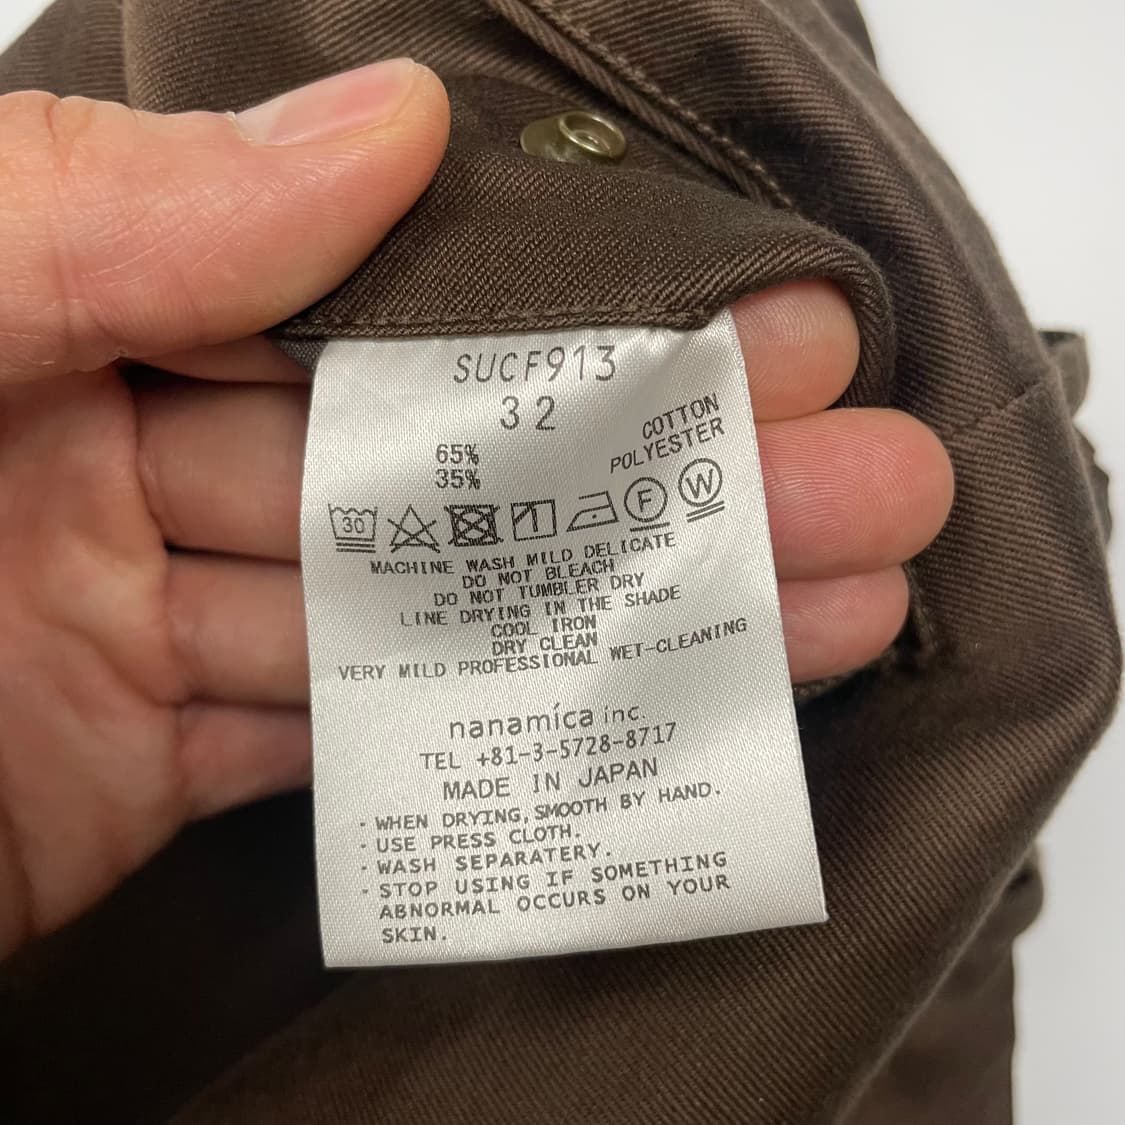 SUCF913
32
65% COTTON
35% POLYESTER
30 F W
MACHINE WASH MILD DELICATE
DO NOT BLEACH
DO NOT TUMBLER DRY
LINE DRYING IN THE SHADE
COOL IRON
DRY CLEAN
VERY MILD PROFESSIONAL WET-CLEANING
nanamíca inc.
TEL +81-3-5728-8717
MADE IN JAPAN
· WHEN DRYING, SMOOTH BY HAND.
· USE PRESS CLOTH.
· WASH SEPARATERY.
· STOP USING IF SOMETHING
ABNORMAL OCCURS ON YOUR
SKIN.